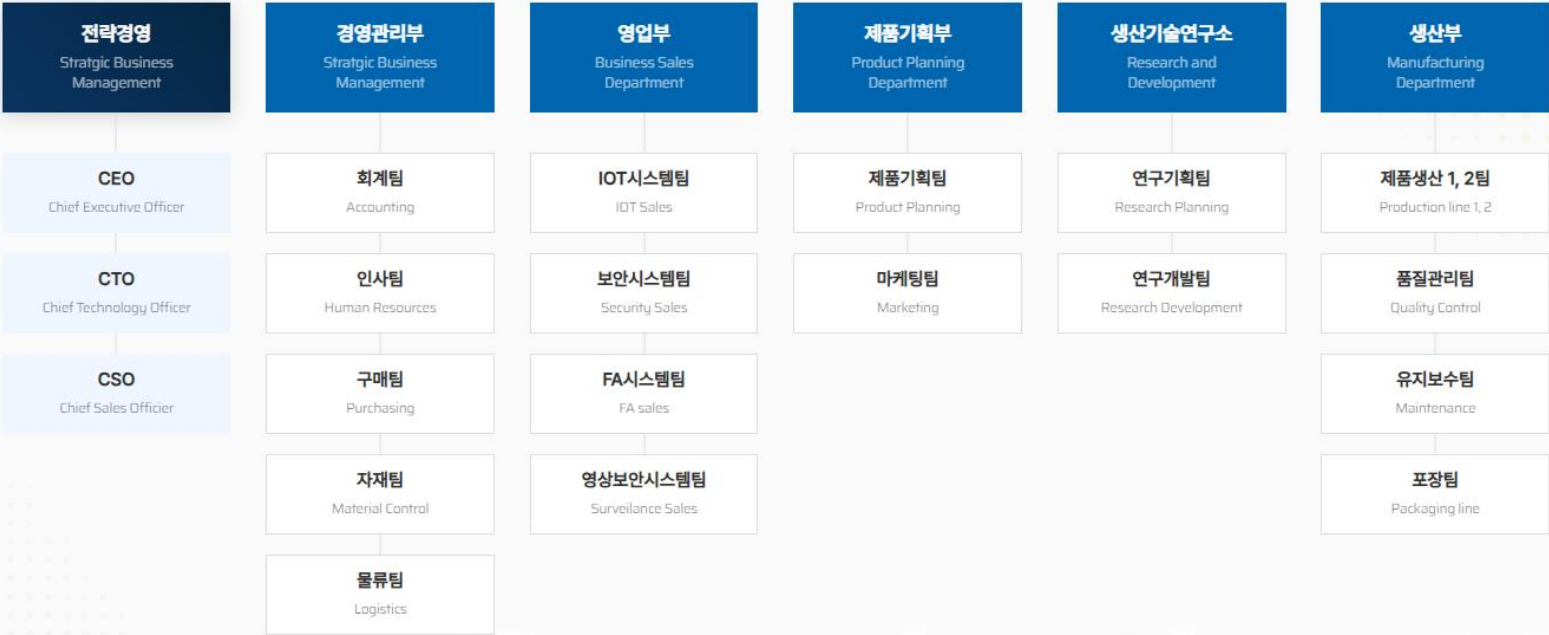 전략경영
Stratgic Business
Management
CEO
Chief Executive Officer
CTO
Chief Technology Officer
CSO
Chief Sales Officier
경영관리부
Stratgic Business
Management
회계팀
Accounting
인사팀
Human Resources
구매팀
Purchasing
자재팀
Material Control
물류팀
Logistics
영업부
Business Sales
Department
IOT시스템팀
IOT Sales
보안시스템팀
Security Sales
FA시스템팀
FA sales
영상보안시스템팀
Surveilance Sales
제품기획부
Product Planning
Department
제품기획팀
Product Planning
마케팅팀
Marketing
생산기술연구소
Research and
Development
연구기획팀
Research Planning
연구개발팀
Research Development
생산부
Manufacturing
Department
제품생산 1, 2팀
Production line 1, 2
품질관리팀
Quality Control
유지보수팀
Maintenance
포장팀
Packaging line